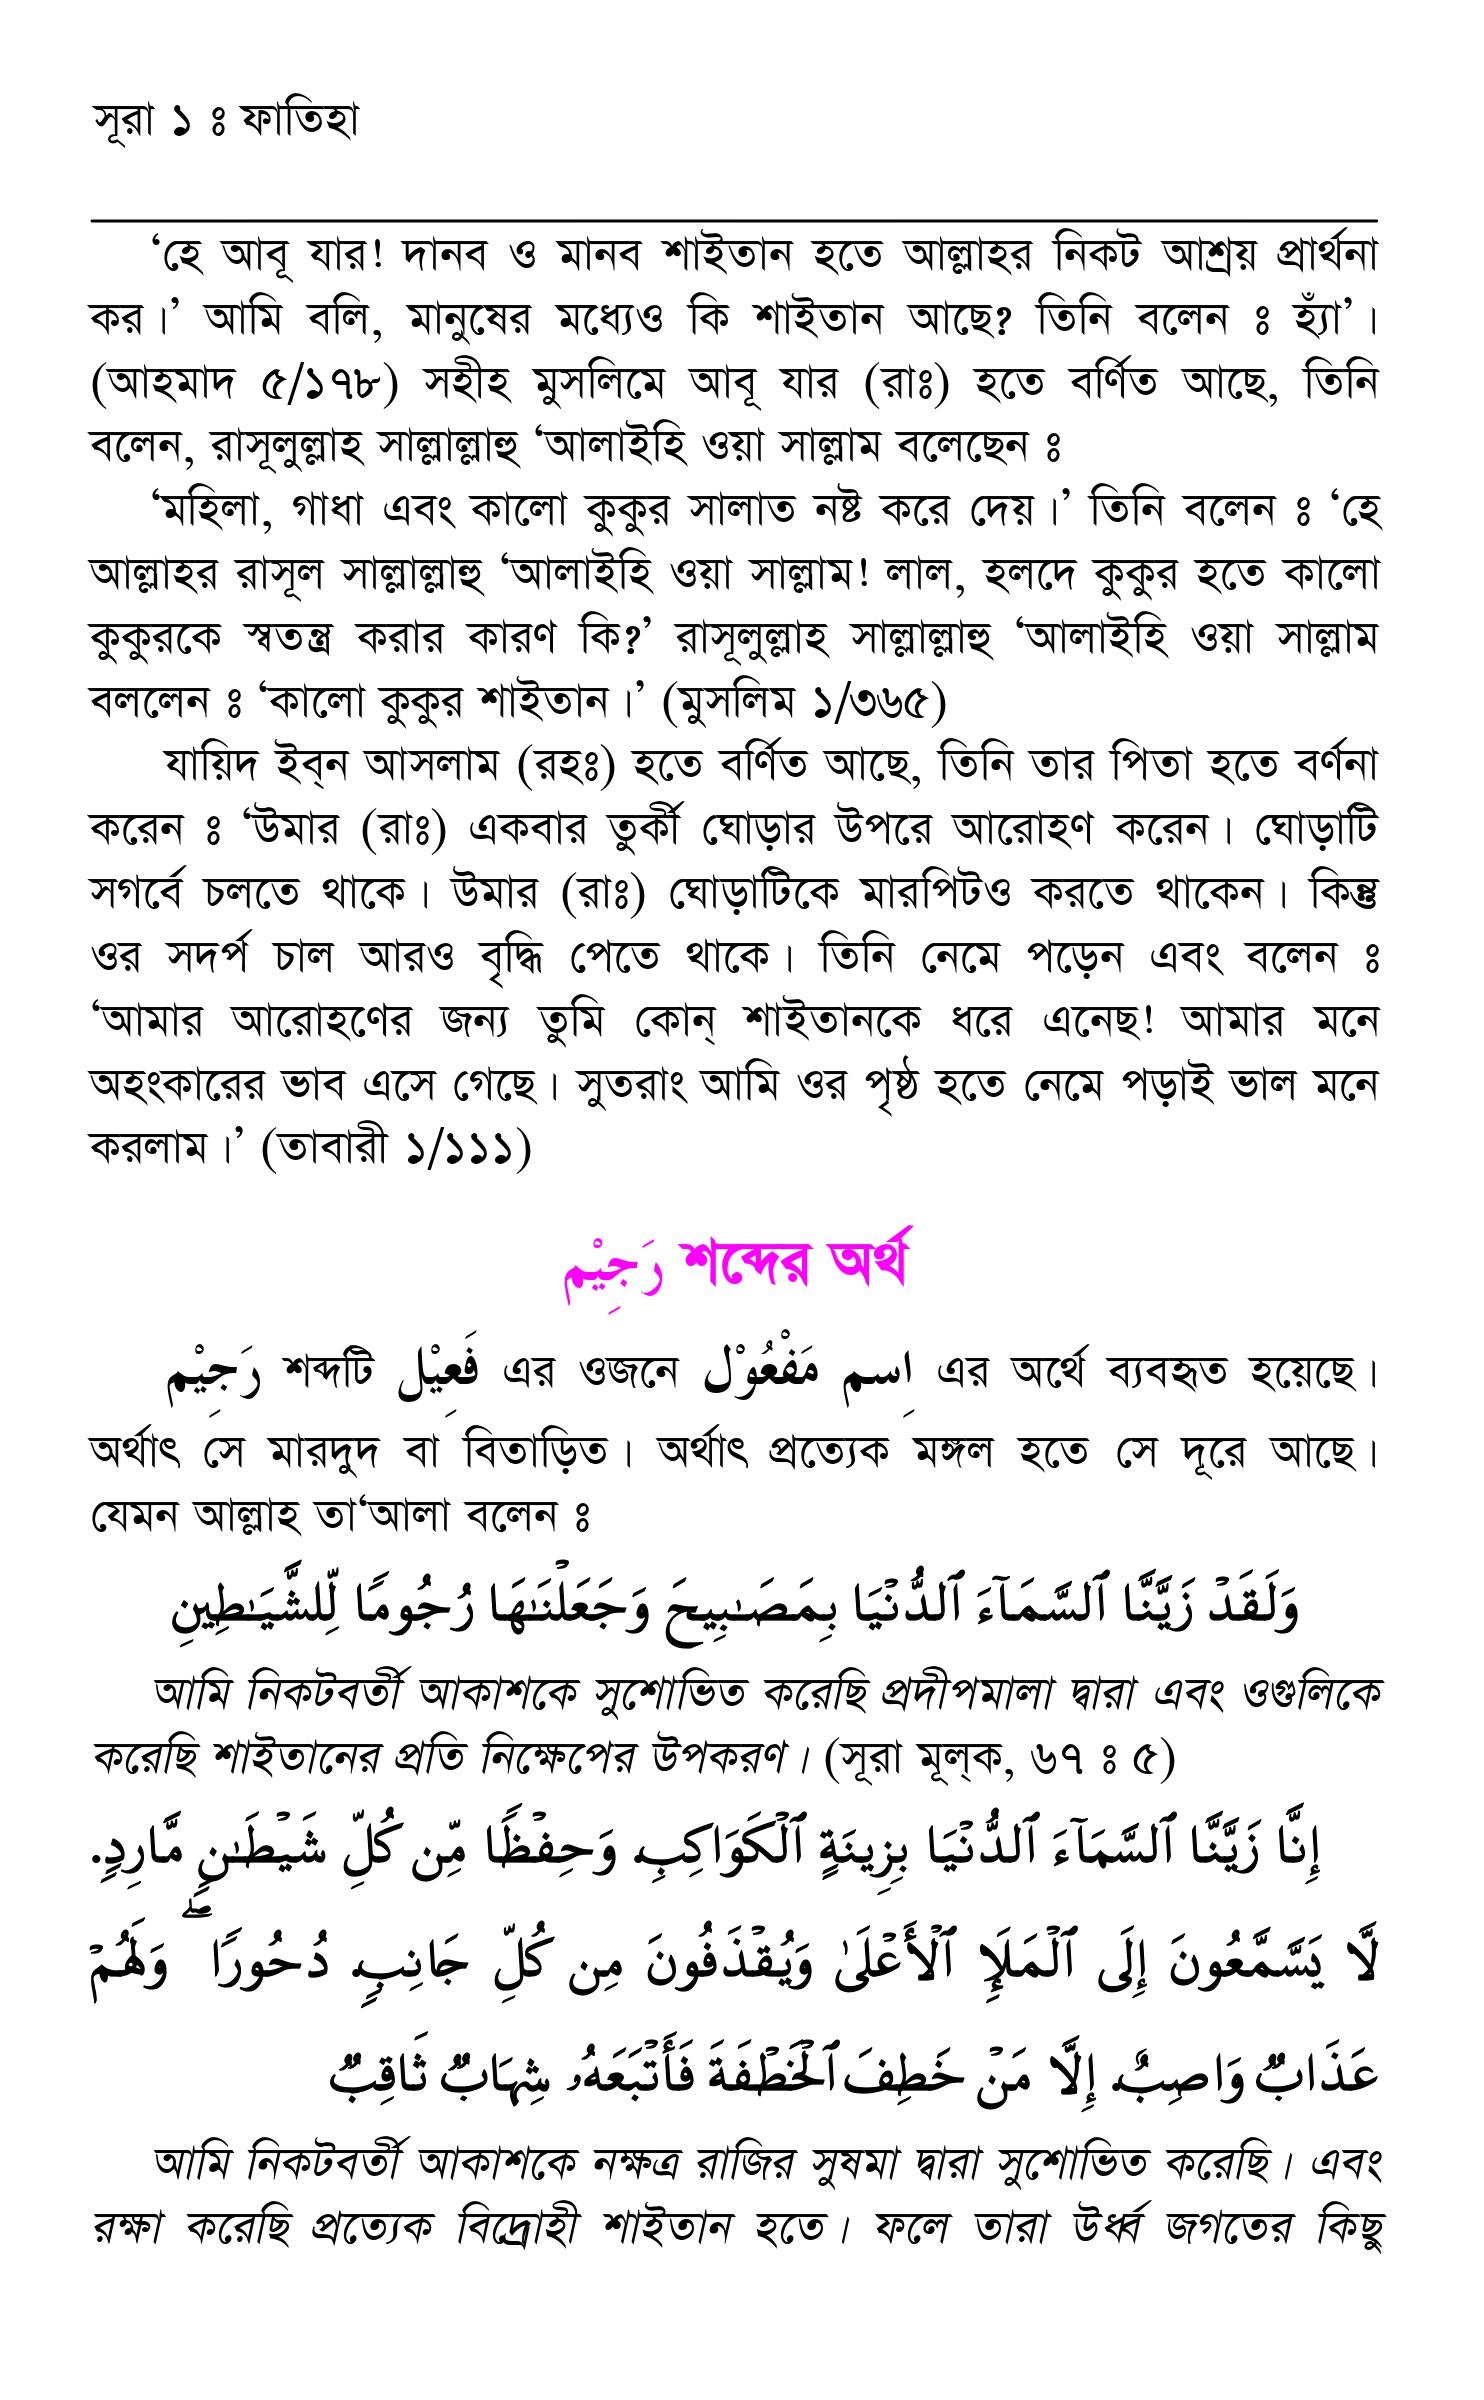 সূরা ১ ঃ ফাতিহা
‘হে আবূ যার! দানব ও মানব শাইতান হতে আল্লাহর নিকট আশ্রয় প্রার্থনা
কর।’ আমি বলি, মানুষের মধ্যেও কি শাইতান আছে? তিনি বলেন ঃ হ্যাঁ’।
(আহমাদ ৫/১৭৮) সহীহ মুসলিমে আবূ যার (রাঃ) হতে বর্ণিত আছে, তিনি
বলেন, রাসূলুল্লাহ সাল্লাল্লাহু ‘আলাইহি ওয়া সাল্লাম বলেছেন ঃ
‘মহিলা, গাধা এবং কালো কুকুর সালাত নষ্ট করে দেয়।’ তিনি বলেন ঃ ‘হে
আল্লাহর রাসূল সাল্লাল্লাহু ‘আলাইহি ওয়া সাল্লাম! লাল, হলদে কুকুর হতে কালো
কুকুরকে স্বতন্ত্র করার কারণ কি?’ রাসূলুল্লাহ সাল্লাল্লাহু ‘আলাইহি ওয়া সাল্লাম
বললেন ঃ ‘কালো কুকুর শাইতান।’ (মুসলিম ১/৩৬৫)
যায়িদ ইব্‌ন আসলাম (রহঃ) হতে বর্ণিত আছে, তিনি তার পিতা হতে বর্ণনা
করেন ঃ ‘উমার (রাঃ) একবার তুর্কী ঘোড়ার উপরে আরোহণ করেন। ঘোড়াটি
সগর্বে চলতে থাকে। উমার (রাঃ) ঘোড়াটিকে মারপিটও করতে থাকেন। কিন্তু
ওর সদর্প চাল আরও বৃদ্ধি পেতে থাকে। তিনি নেমে পড়েন এবং বলেন ঃ
‘আমার আরোহণের জন্য তুমি কোন্‌ শাইতানকে ধরে এনেছ! আমার মনে
অহংকারের ভাব এসে গেছে। সুতরাং আমি ওর পৃষ্ঠ হতে নেমে পড়াই ভাল মনে
করলাম।’ (তাবারী ১/১১১)
رَجِيْم শব্দের অর্থ
رَجِيْم শব্দটি فَعِيْل এর ওজনে اِسم مَفْعُوْل এর অর্থে ব্যবহৃত হয়েছে।
অর্থাৎ সে মারদুদ বা বিতাড়িত। অর্থাৎ প্রত্যেক মঙ্গল হতে সে দূরে আছে।
যেমন আল্লাহ তা‘আলা বলেন ঃ
وَلَقَدْ زَيَّنَّا ٱلسَّمَآءَ ٱلدُّنْيَا بِمَصَـٰبِيحَ وَجَعَلْنَـٰهَا رُجُومًا لِّلشَّيَـٰطِينِ
আমি নিকটবর্তী আকাশকে সুশোভিত করেছি প্রদীপমালা দ্বারা এবং ওগুলিকে
করেছি শাইতানের প্রতি নিক্ষেপের উপকরণ। (সূরা মূল্‌ক, ৬৭ ঃ ৫)
إِنَّا زَيَّنَّا ٱلسَّمَآءَ ٱلدُّنْيَا بِزِينَةٍ ٱلْكَوَاكِبِ. وَحِفْظًا مِّن كُلِّ شَيْطَـٰنٍ مَّارِدٍ.
لَّا يَسَّمَّعُونَ إِلَى ٱلْمَلَإِ ٱلْأَعْلَىٰ وَيُقْذَفُونَ مِن كُلِّ جَانِبٍ. دُحُورًا ۖ وَلَهُمْ
عَذَابٌ وَاصِبٌ. إِلَّا مَنْ خَطِفَ ٱلْخَطْفَةَ فَأَتْبَعَهُۥ شِهَابٌ ثَاقِبٌ
আমি নিকটবর্তী আকাশকে নক্ষত্র রাজির সুষমা দ্বারা সুশোভিত করেছি। এবং
রক্ষা করেছি প্রত্যেক বিদ্রোহী শাইতান হতে। ফলে তারা উর্ধ্ব জগতের কিছু